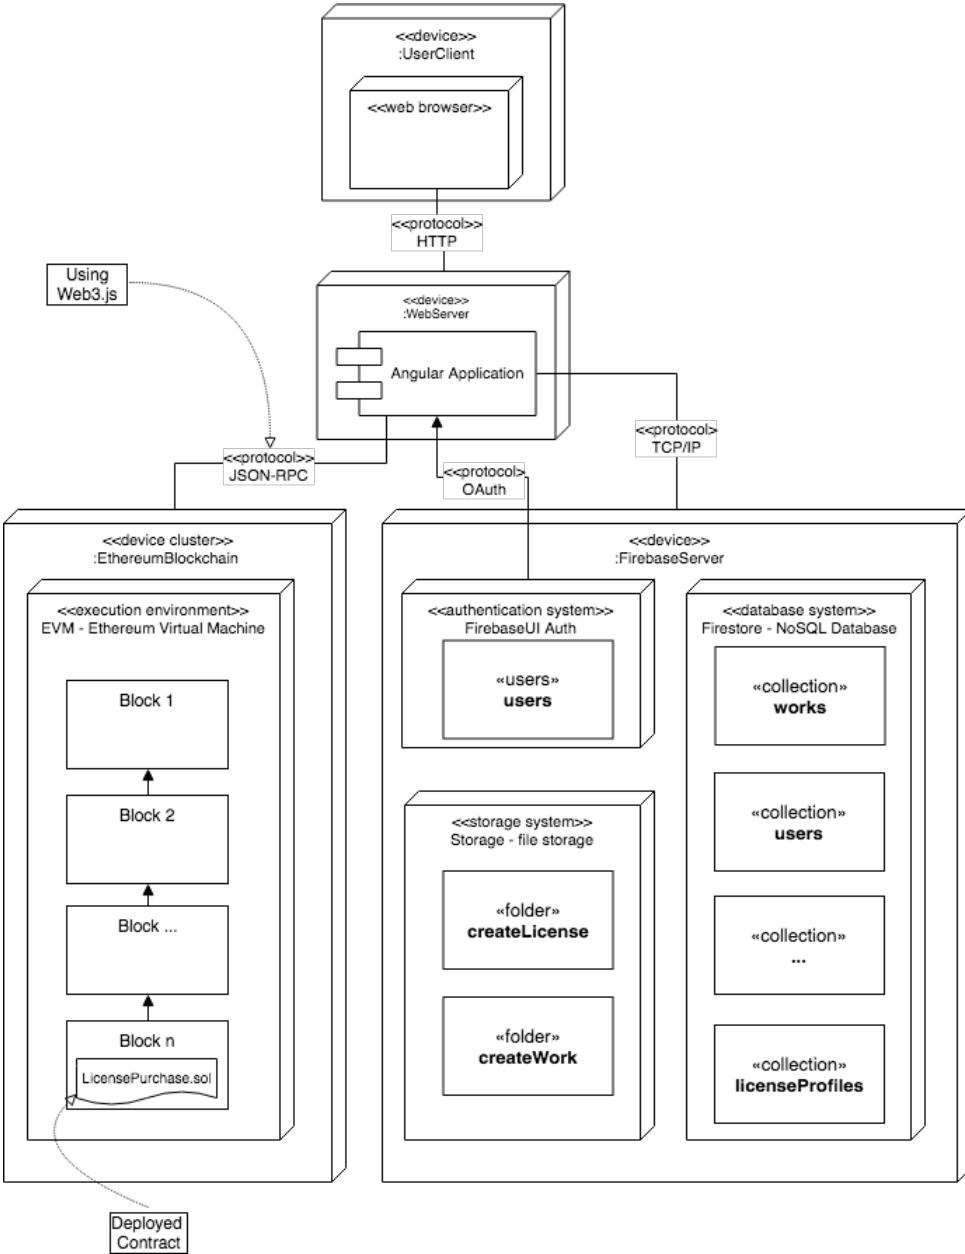 <<device>>
:UserClient
<<web browser>>
<<protocol>>
HTTP
Using
Web3.js
<<device>>
:WebServer
Angular Application
<<protocol>>
JSON-RPC
<<protocol>
OAuth
<<protocol>
TCP/IP
<<device cluster>>
:EthereumBlockchain
<<execution environment>>
EVM - Ethereum Virtual Machine
Block 1
Block 2
Block ...
Block n
LicensePurchase.sol
Deployed
Contract
<<device>>
:FirebaseServer
<<authentication system>>
FirebaseUI Auth
«users»
users
<<storage system>>
Storage - file storage
«folder»
createLicense
«folder»
createWork
<<database system>>
Firestore - NoSQL Database
«collection»
works
«collection»
users
«collection»
...
«collection»
licenseProfiles